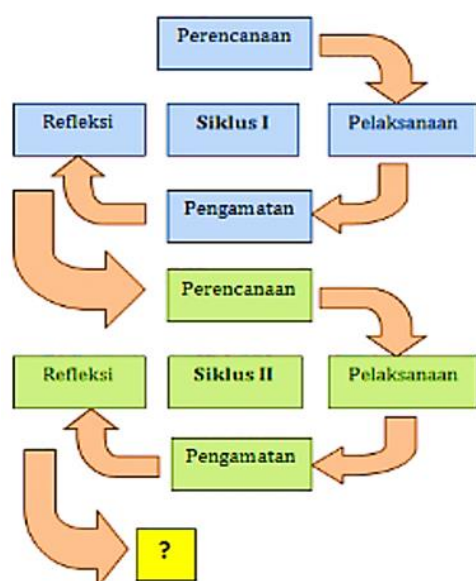 Perencanaan
Refleksi
Siklus I
Pelaksanaan
Pengamatan
Perencanaan
Refleksi
Siklus II
Pelaksanaan
Pengamatan
?